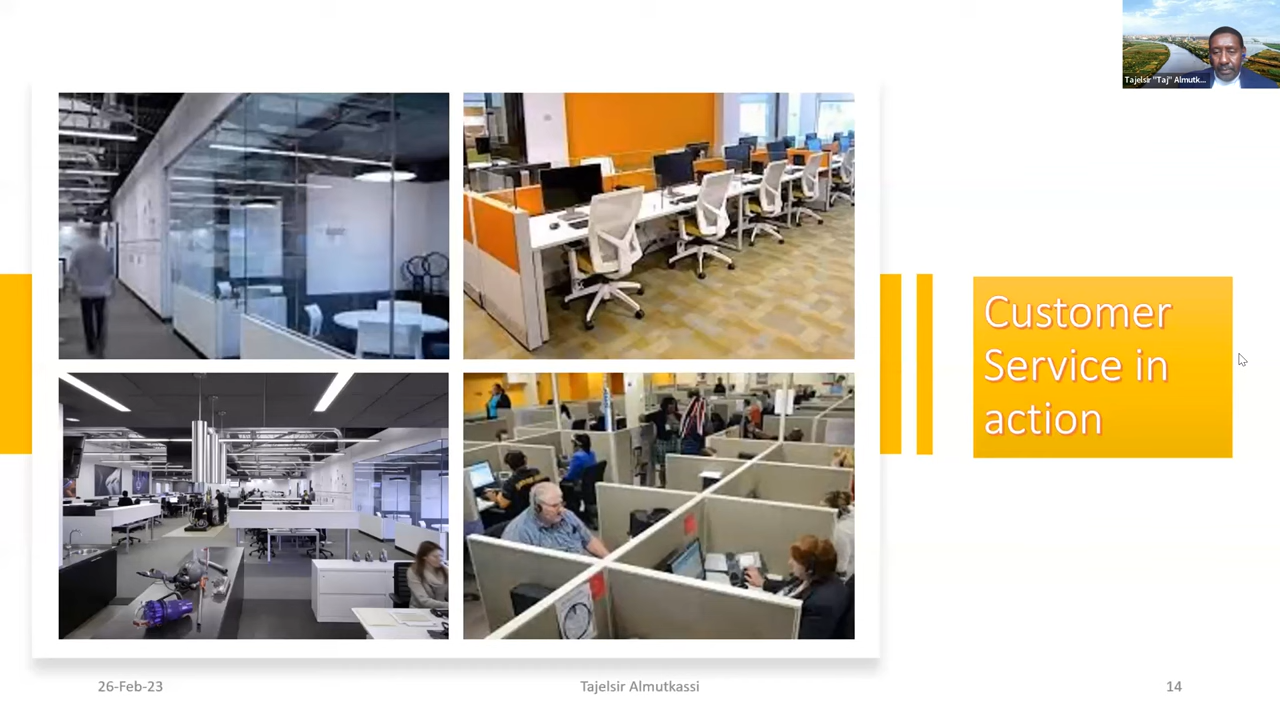 Tajelsir "Taj" Almutk...
Customer
Service in
action
26-Feb-23
Tajelsir Almutkassi
14